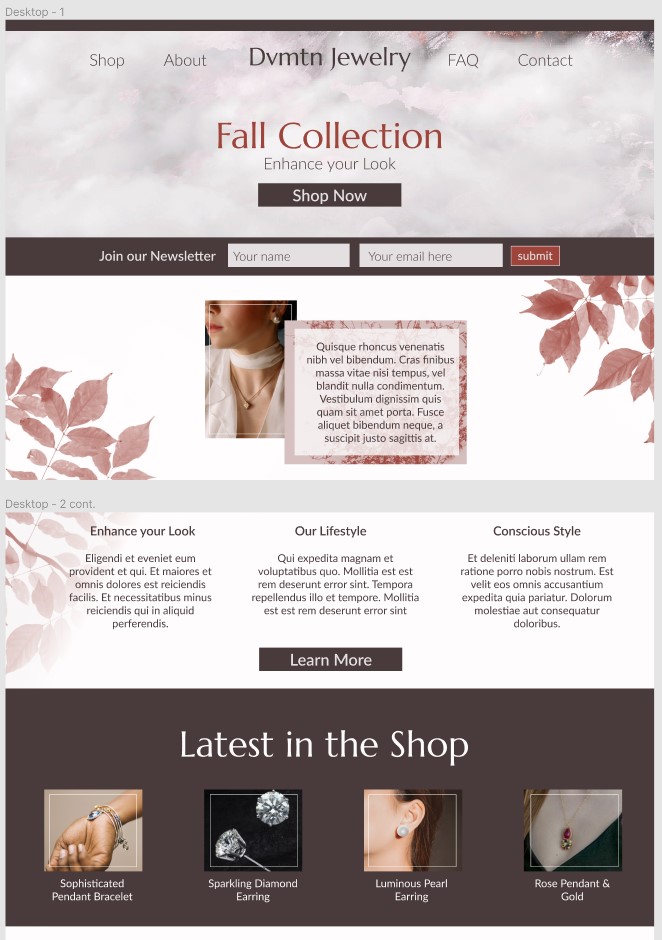 Desktop - 1
Shop About Dvmtn Jewelry FAQ Contact
Fall Collection
Enhance your Look
Shop Now
Join our Newsletter Your name Your email here submit
Quisque rhoncus venenatis
nibh vel bibendum. Cras finibus
massa vitae nisi tempus, vel
blandit nulla condimentum.
Vestibulum dignissim quis
quam sit amet porta. Fusce
aliquet bibendum neque, a
suscipit justo sagittis at.
Desktop - 2 cont.
Enhance your Look
Eligendi et eveniet eum
provident et qui. Et maiores et
omnis dolores est reiciendis
facilis. Et necessitatibus minus
reiciendis qui in aliquid
perferendis.
Our Lifestyle
Qui expedita magnam et
voluptatibus quo. Mollitia est est
rem deserunt error sint. Tempora
repellendus illo et tempore. Mollitia
est est rem deserunt error sint
Conscious Style
Et deleniti laborum ullam rem
ratione porro nobis nostrum. Est
velit eos omnis accusantium
expedita quia pariatur. Dolorum
molestiae aut consequatur
doloribus.
Learn More
Latest in the Shop
Sophisticated
Pendant Bracelet
Sparkling Diamond
Earring
Luminous Pearl
Earring
Rose Pendant &
Gold